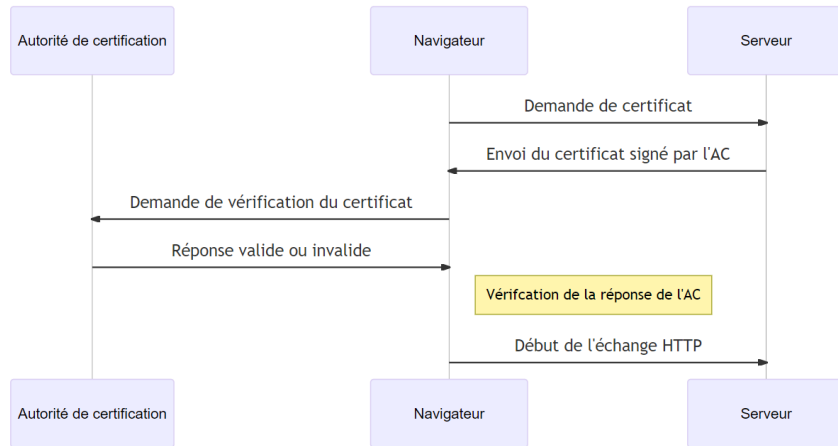 Autorité de certification
Navigateur
Serveur
Demande de certificat
Envoi du certificat signé par l'AC
Demande de vérification du certificat
Réponse valide ou invalide
Vérifcation de la réponse de l'AC
Début de l'échange HTTP
Autorité de certification
Navigateur
Serveur